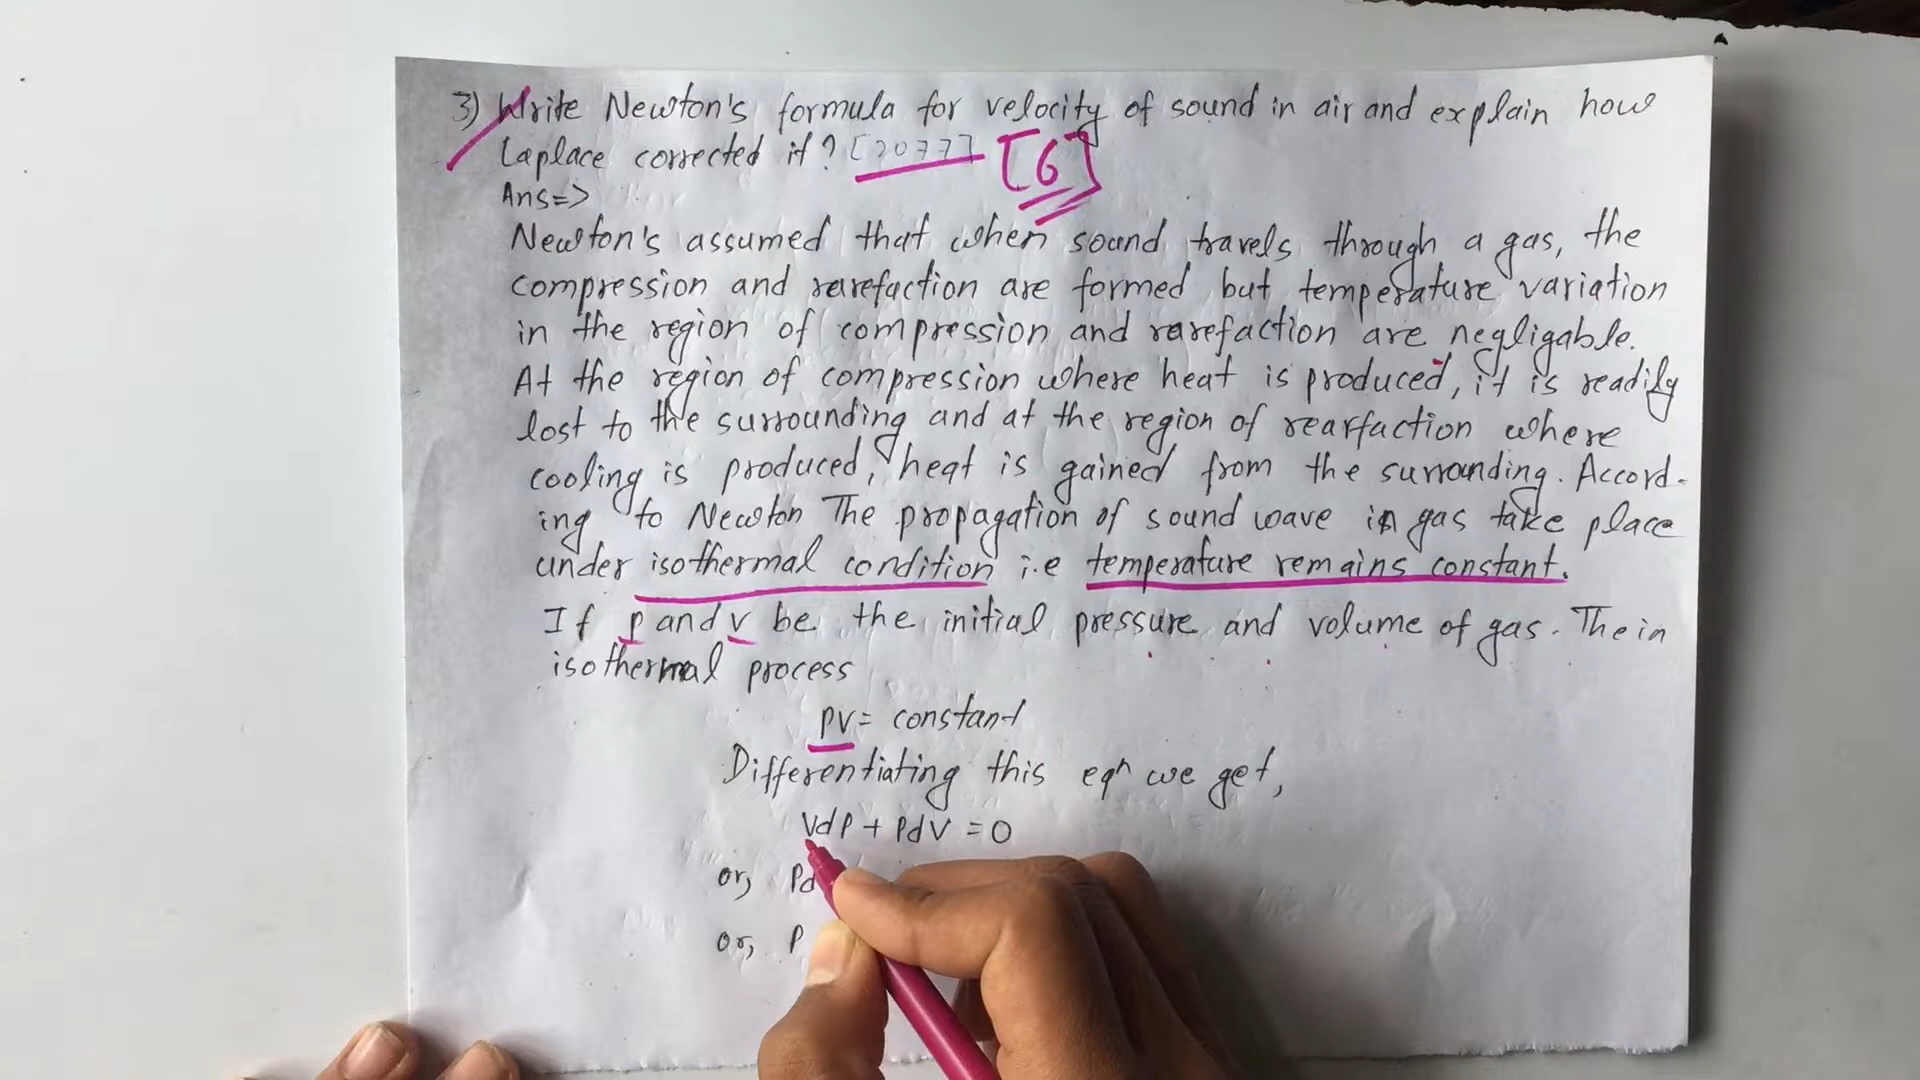 3) Write Newton's formula for velocity of sound in air and explain how
Laplace corrected it? [2077] [6]
Ans=>
Newton's assumed that when sound travels through a gas, the
compression and rarefaction are formed but temperature variation
in the region of compression and rarefaction are negligable.
At the region of compression where heat is produced, it is readily
lost to the surrounding and at the region of rearfaction where
cooling is produced, heat is gained from the surrounding. Accord-
ing to Newton The propagation of sound wave in gas take place
under isothermal condition i.e temperature remains constant.
If P and V be the initial pressure and volume of gas. The in
isothermal process
PV = constant
Differentiating this eqn we get,
VdP + PdV = 0
or, Pd
or, P